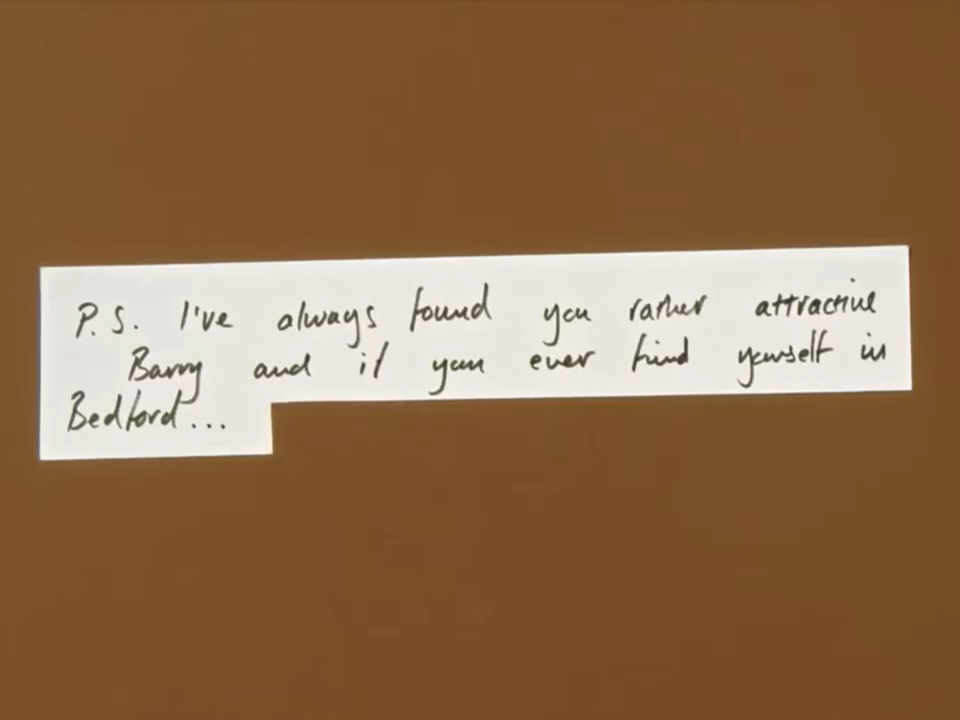 P.S. I've always found you rather attractive
Barry and if you ever find yourself in
Bedford...